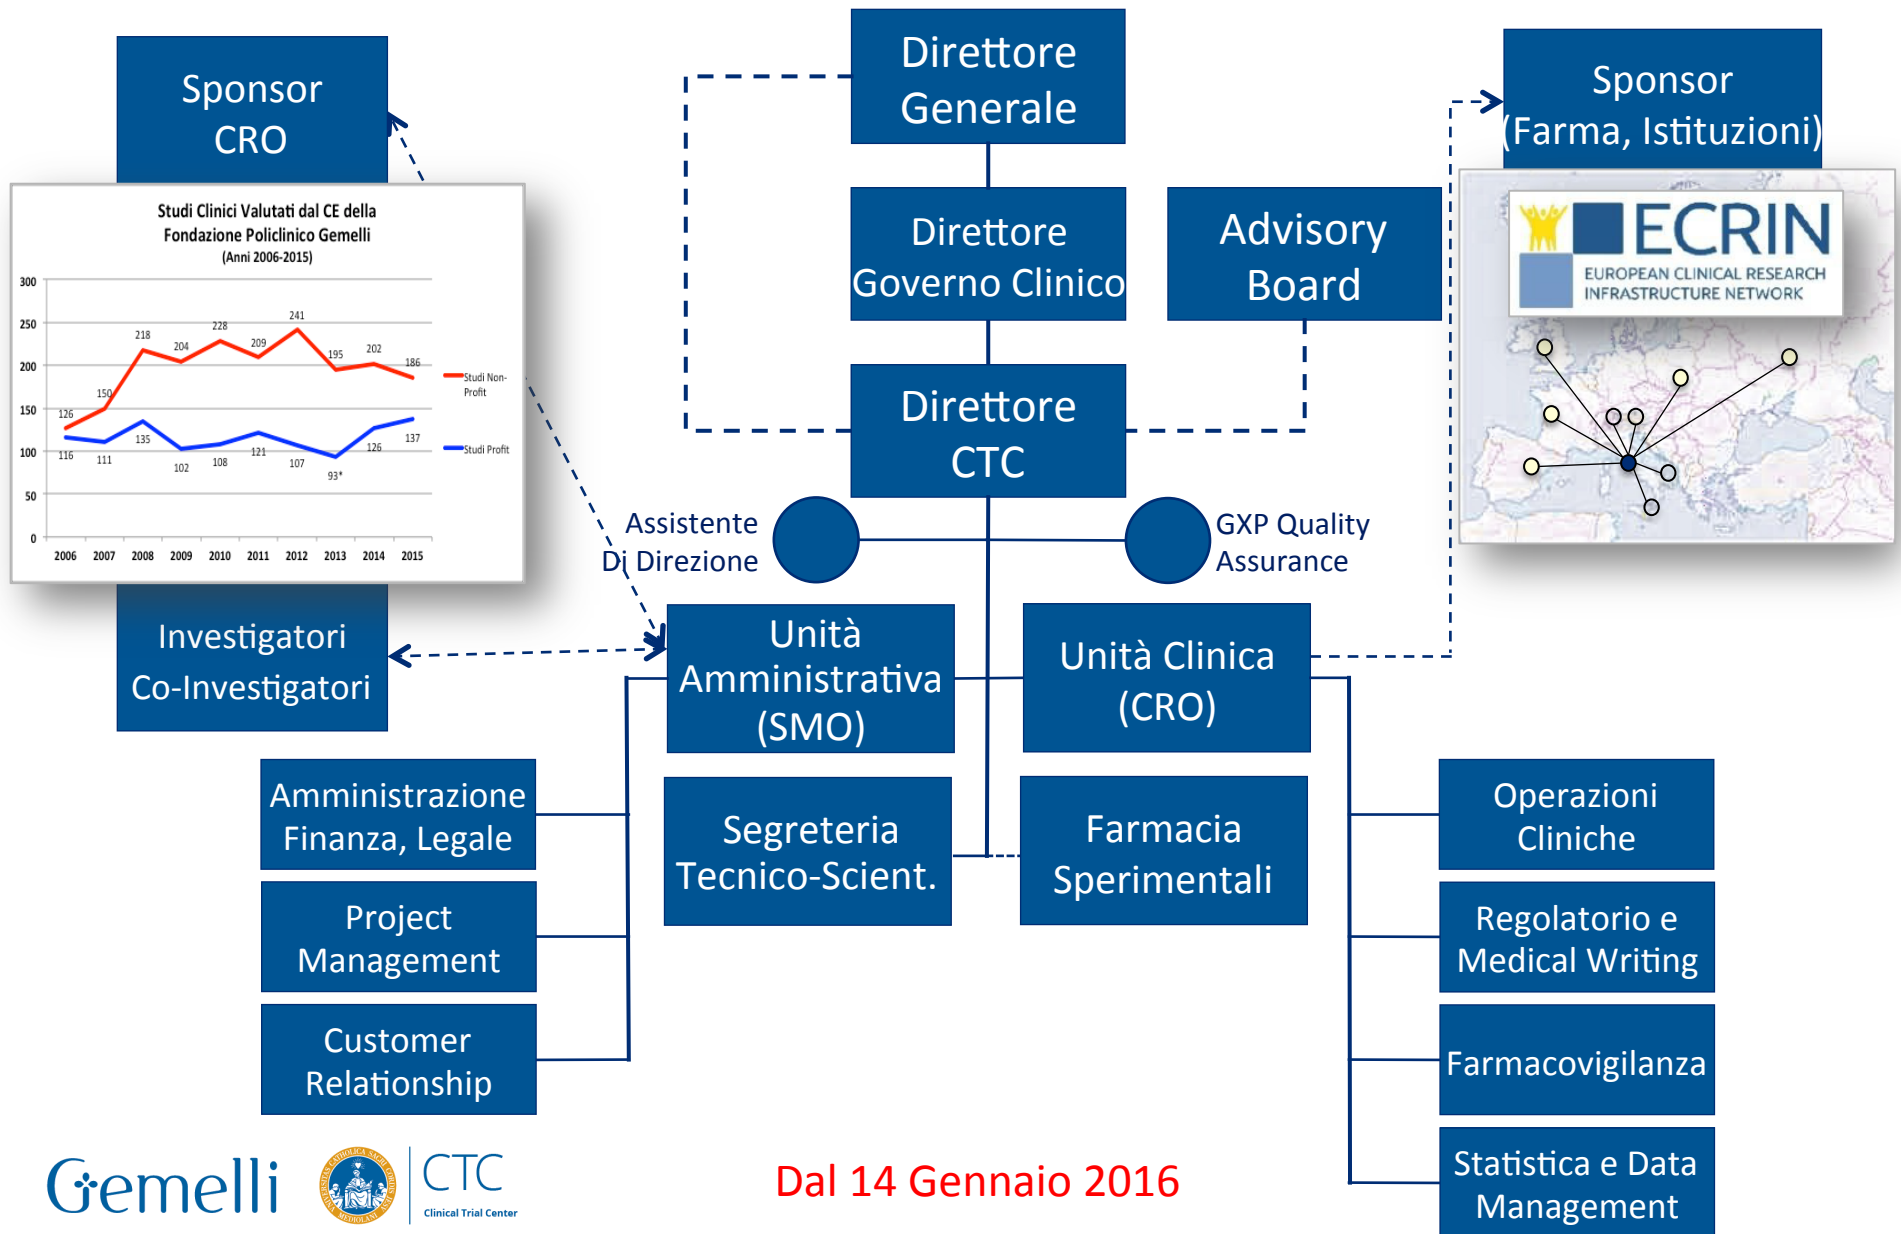 Sponsor
CRO
Direttore
Generale
Sponsor
(Farma, Istituzioni)
Direttore
Governo Clinico
Advisory
Board
Studi Clinici Valutati dal CE della
Fondazione Policlinico Gemelli
(Anni 2006-2015)
300
250
200
150
100
50
0
126
150
218
204
228
209
241
195
202
186
116
111
135
102
108
121
107
93*
126
137
2006 2007 2008 2009 2010 2011 2012 2013 2014 2015
Studi Non-
Profit
Studi Profit
ECRIN
EUROPEAN CLINICAL RESEARCH
INFRASTRUCTURE NETWORK
Direttore
CTC
Assistente
Di Direzione
GXP Quality
Assurance
Investigatori
Co-Investigatori
Unità
Amministrativa
(SMO)
Unità Clinica
(CRO)
Amministrazione
Finanza, Legale
Segreteria
Tecnico-Scient.
Farmacia
Sperimentali
Operazioni
Cliniche
Project
Management
Regolatorio e
Medical Writing
Customer
Relationship
Farmacovigilanza
Statistica e Data
Management
Gemelli
CTC
Clinical Trial Center
Dal 14 Gennaio 2016